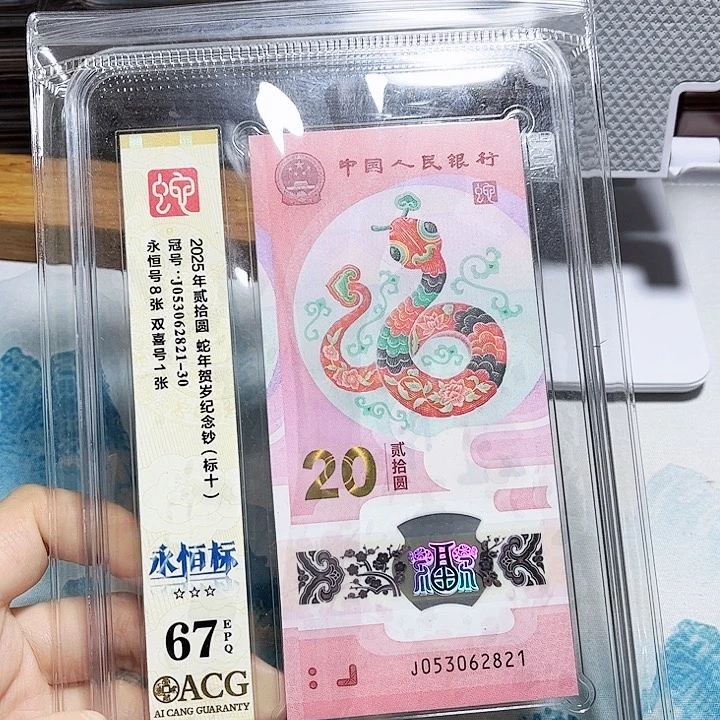 蛇
2025年贰拾圆 蛇年贺岁纪念钞（标十）
冠号：J053062821-30
永恒号8张 双喜号1张
永恒标
☆☆☆
67 EPQ
ACG
AI CANG GUARANTY
中国人民银行
蛇
20 贰拾圆
福
J053062821